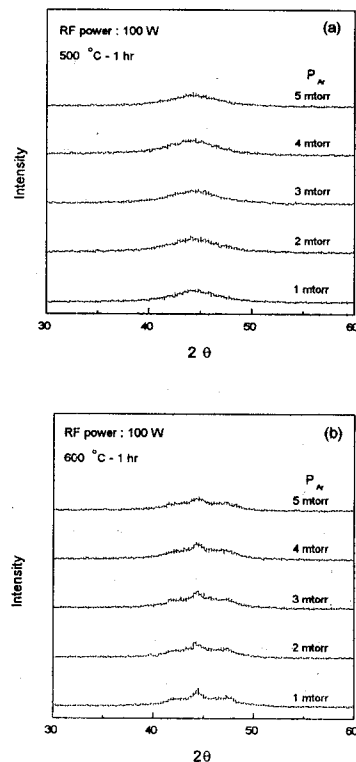 (a)
RF power : 100 W
500 °C - 1 hr
P Ar
5 mtorr
4 mtorr
3 mtorr
2 mtorr
1 mtorr
Intensity
30 40 50 60
2 θ
(b)
RF power : 100 W
600 °C - 1 hr
P Ar
5 mtorr
4 mtorr
3 mtorr
2 mtorr
1 mtorr
Intensity
30 40 50 60
2θ